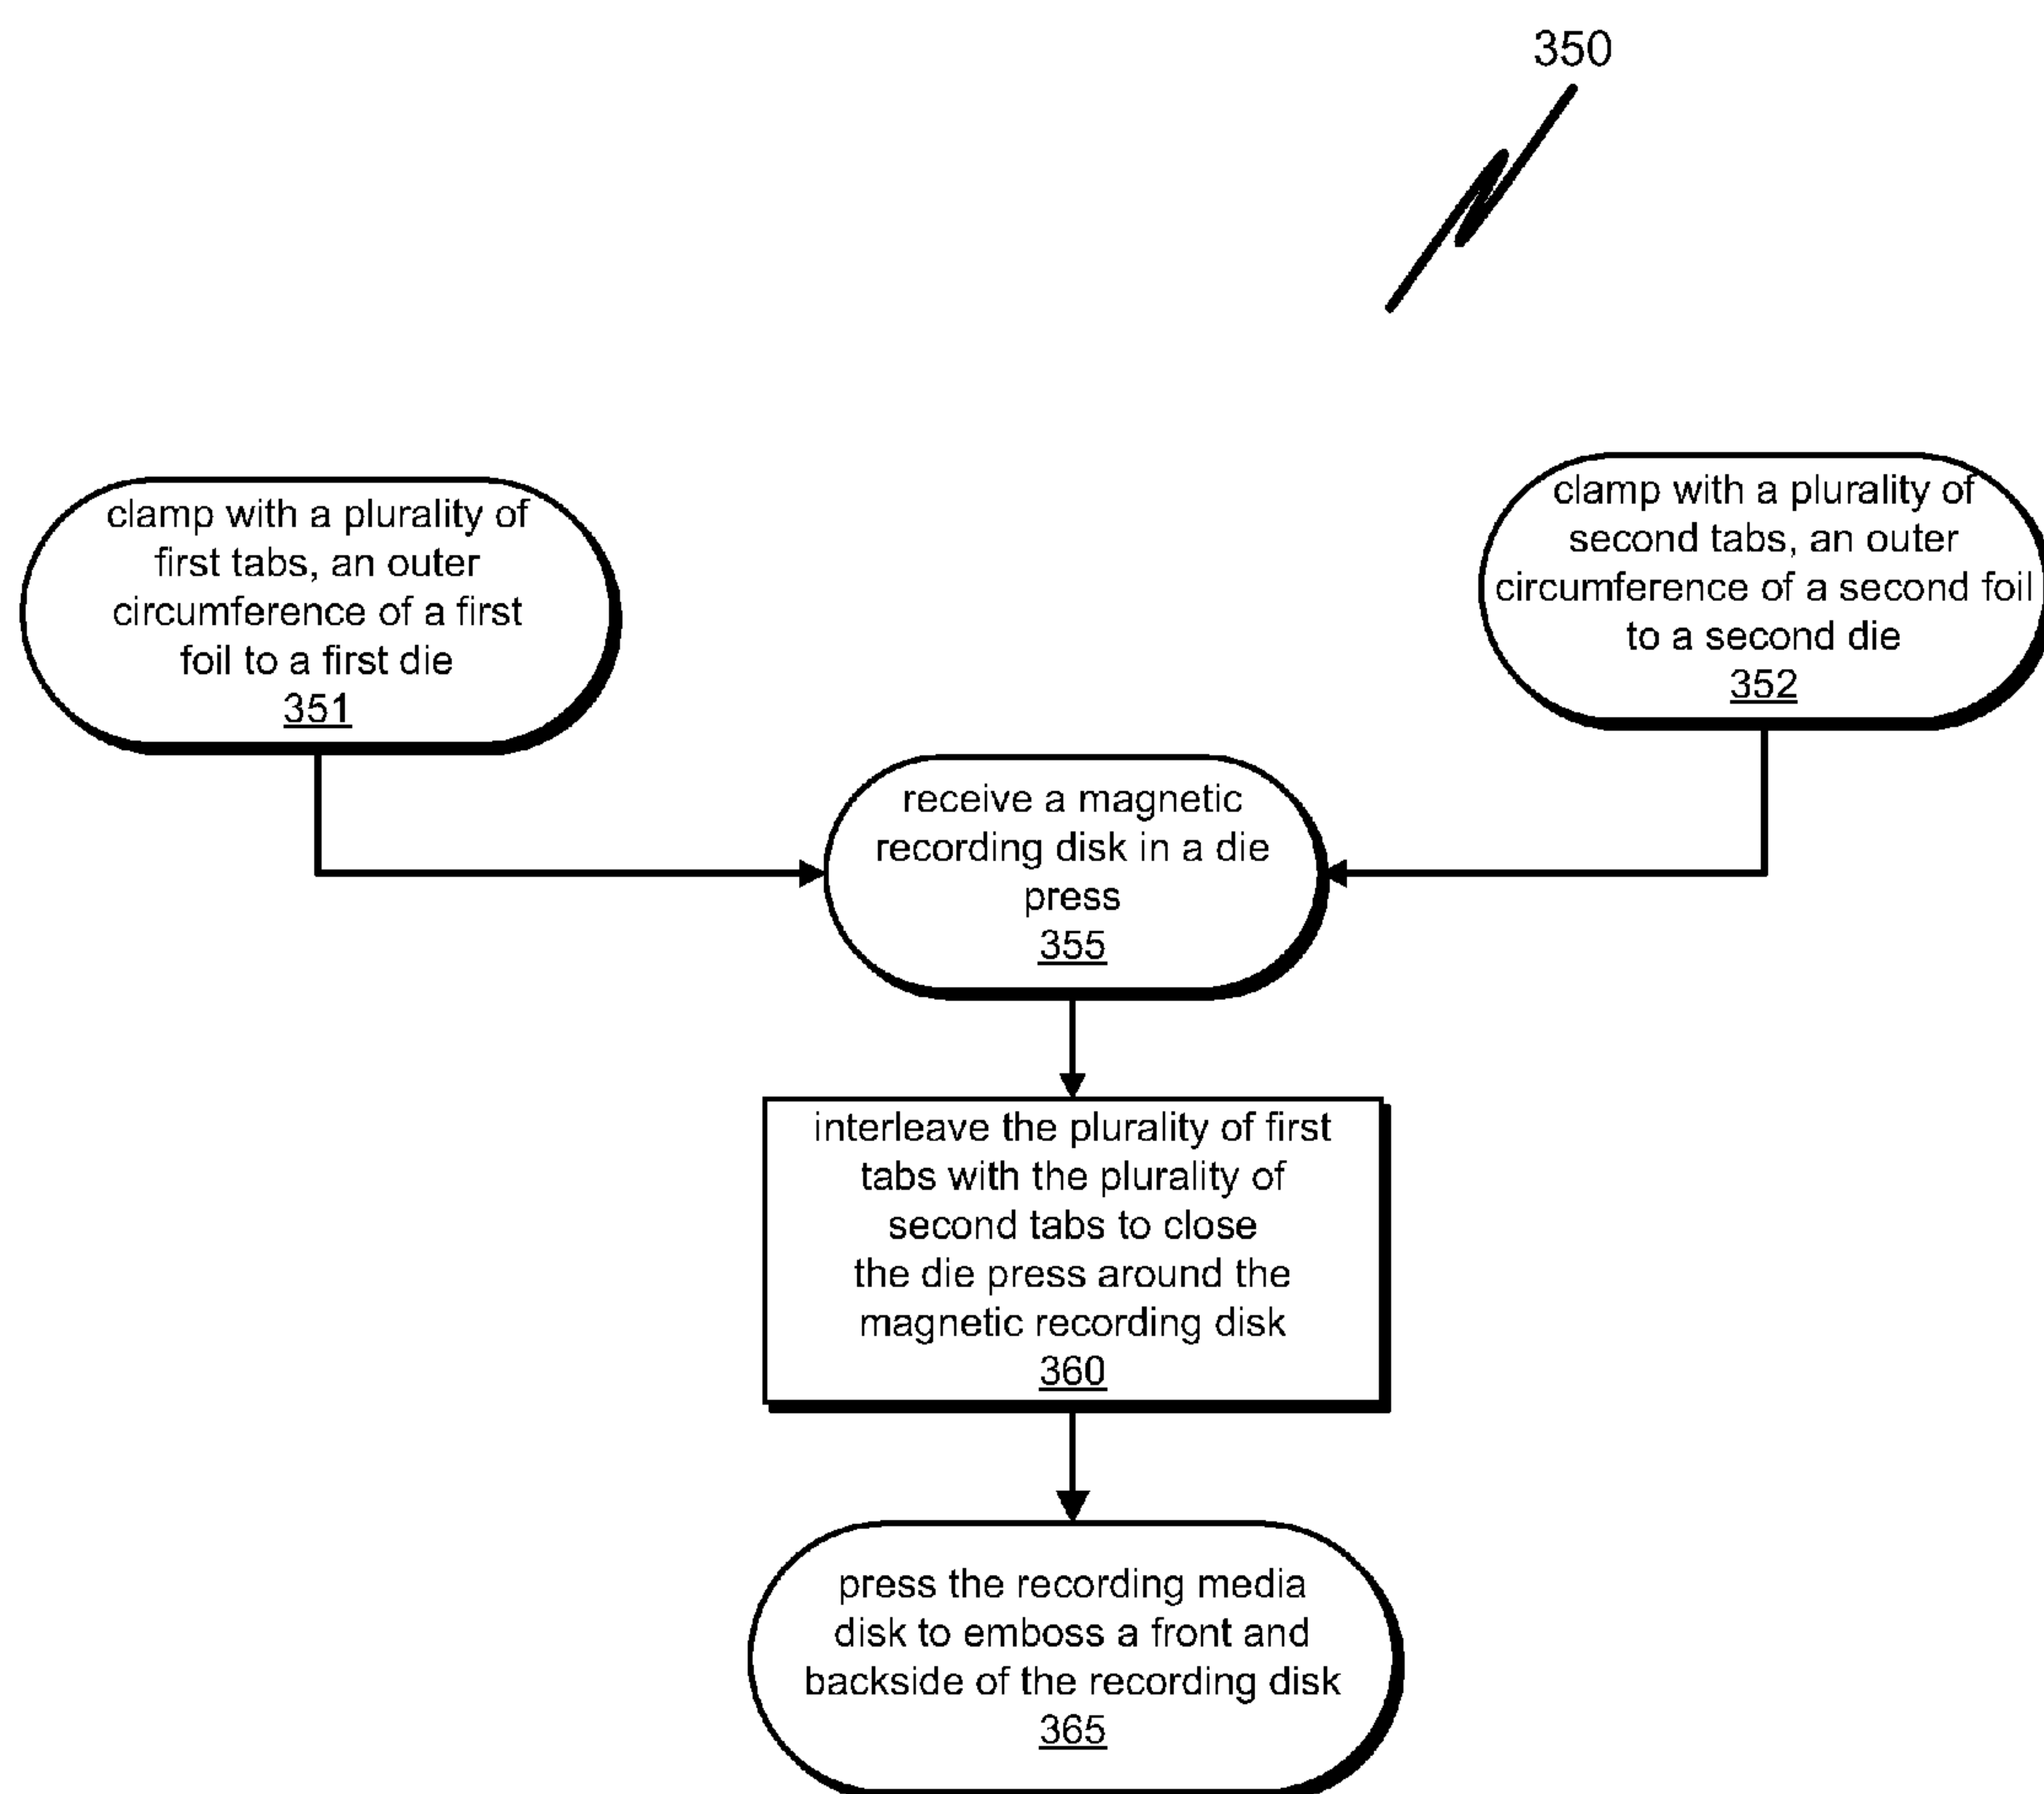 350
clamp with a plurality of
first tabs, an outer
circumference of a first
foil to a first die
351
clamp with a plurality of
second tabs, an outer
circumference of a second foil
to a second die
352
receive a magnetic
recording disk in a die
press
355
interleave the plurality of first
tabs with the plurality of
second tabs to close
the die press around the
magnetic recording disk
360
press the recording media
disk to emboss a front and
backside of the recording disk
365